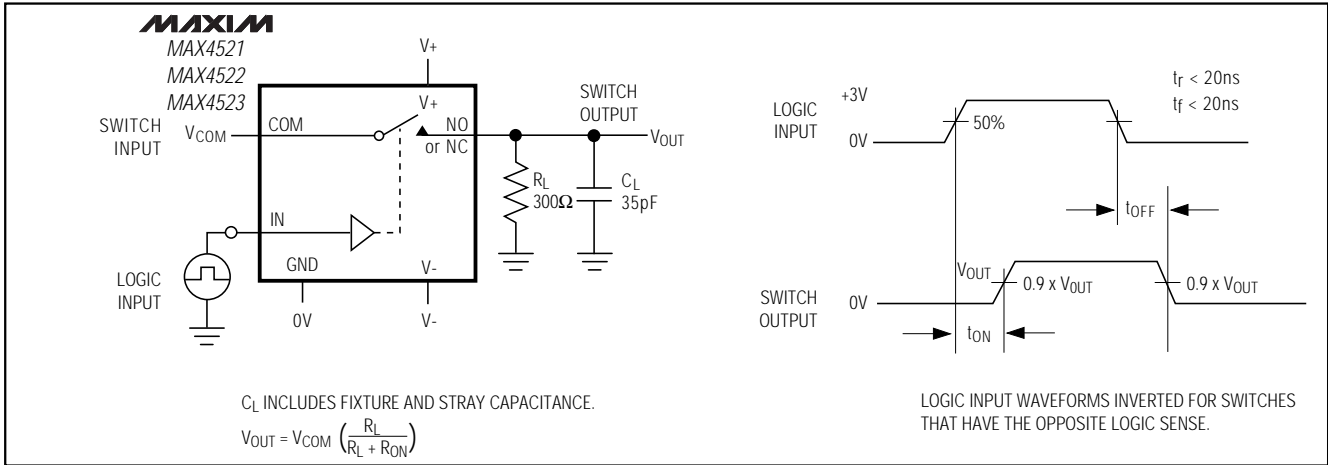 MAXIM
MAX4521
MAX4522
MAX4523
V+
V+
SWITCH
INPUT
VCOM
COM
NO
or NC
SWITCH
OUTPUT
VOUT
RL
300Ω
CL
35pF
IN
LOGIC
INPUT
GND
V-
0V
V-
CL INCLUDES FIXTURE AND STRAY CAPACITANCE.
VOUT = VCOM (RL / RL + RON)
tr < 20ns
tf < 20ns
LOGIC
INPUT
+3V
0V
50%
tOFF
VOUT
0.9 x VOUT
0.9 x VOUT
SWITCH
OUTPUT
0V
tON
LOGIC INPUT WAVEFORMS INVERTED FOR SWITCHES
THAT HAVE THE OPPOSITE LOGIC SENSE.